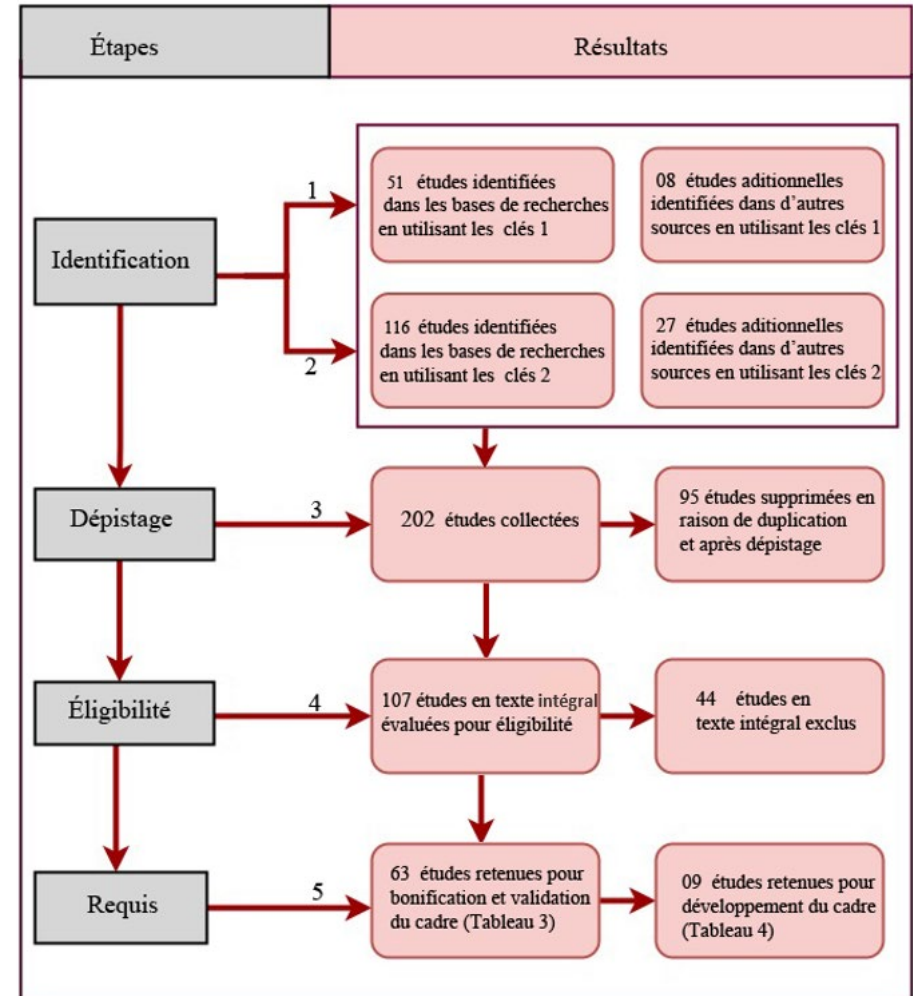 Étapes
Résultats
Identification
1
51 études identifiées
dans les bases de recherches
en utilisant les clés 1
08 études aditionnelles
identifiées dans d'autres
sources en utilisant les clés 1
2
116 études identifiées
dans les bases de recherches
en utilisant les clés 2
27 études aditionnelles
identifiées dans d'autres
sources en utilisant les clés 2
Dépistage
3
202 études collectées
95 études supprimées en
raison de duplication
et après dépistage
Éligibilité
4
107 études en texte intégral
évaluées pour éligibilité
44 études en
texte intégral exclus
Requis
5
63 études retenues pour
bonification et validation
du cadre (Tableau 3)
09 études retenues pour
développement du cadre
(Tableau 4)